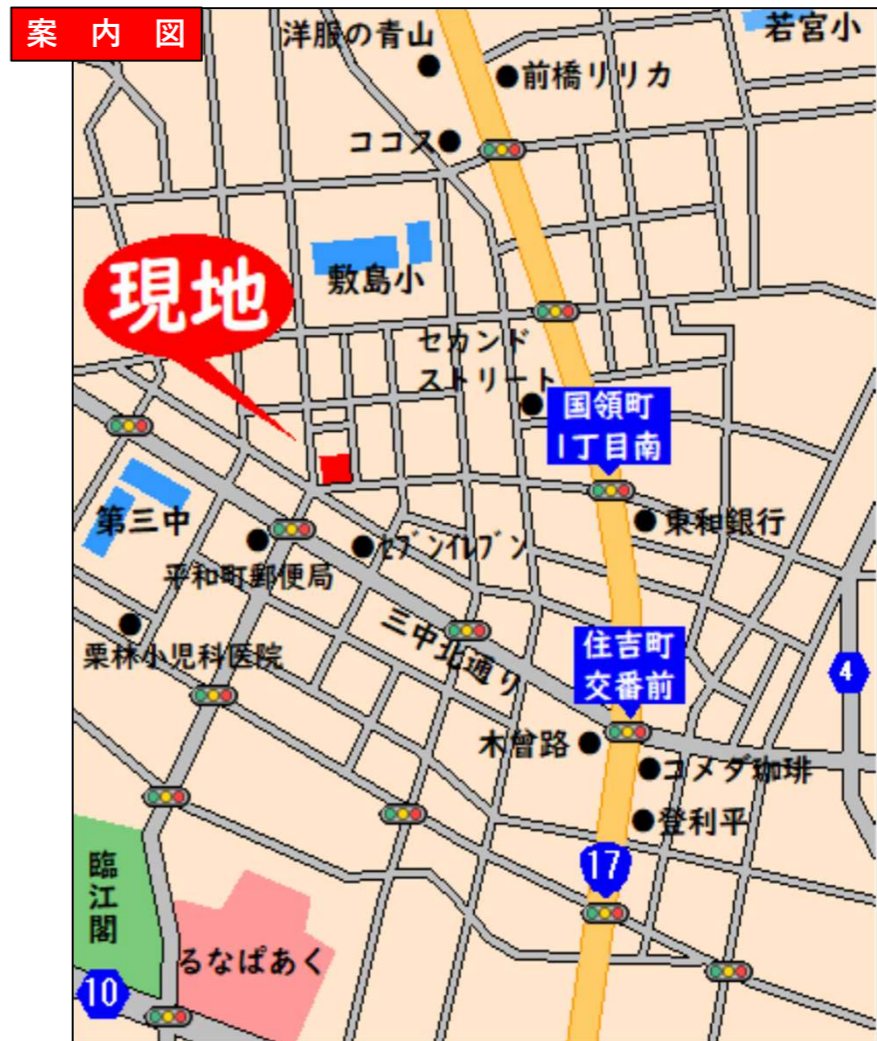 案内図
洋服の青山
若宮小
前橋リリカ
ココス
現地
敷島小
セカンド
ストリート
国領町
1丁目南
第三中
東和銀行
セブンイレブン
平和町郵便局
三中北通り
栗林小児科医院
住吉町
交番前
4
木曾路
コメダ珈琲
登利平
17
臨江閣
るなぱあく
10